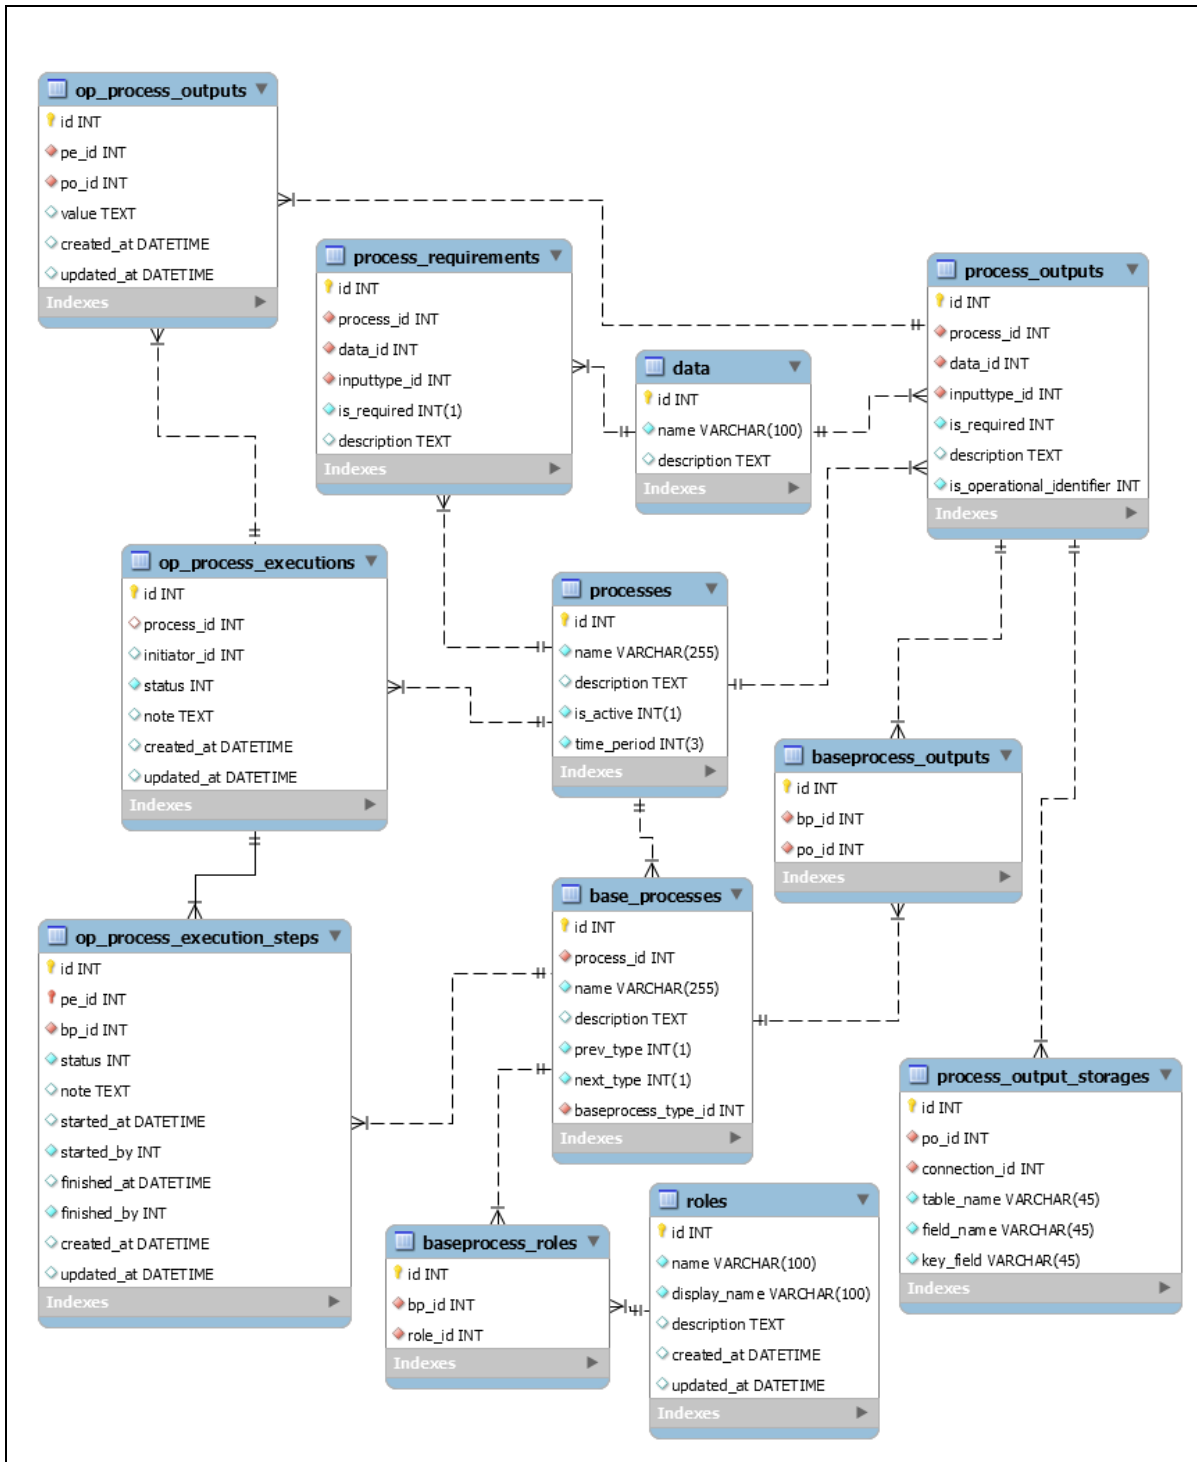 op_process_outputs
id INT
pe_id INT
po_id INT
value TEXT
created_at DATETIME
updated_at DATETIME
Indexes
process_requirements
id INT
process_id INT
data_id INT
inputtype_id INT
is_required INT(1)
description TEXT
Indexes
data
id INT
name VARCHAR(100)
description TEXT
Indexes
process_outputs
id INT
process_id INT
data_id INT
inputtype_id INT
is_required INT
description TEXT
is_operational_identifier INT
Indexes
op_process_executions
id INT
process_id INT
initiator_id INT
status INT
note TEXT
created_at DATETIME
updated_at DATETIME
Indexes
processes
id INT
name VARCHAR(255)
description TEXT
is_active INT(1)
time_period INT(3)
Indexes
baseprocess_outputs
id INT
bp_id INT
po_id INT
Indexes
op_process_execution_steps
id INT
pe_id INT
bp_id INT
status INT
note TEXT
started_at DATETIME
started_by INT
finished_at DATETIME
finished_by INT
created_at DATETIME
updated_at DATETIME
Indexes
base_processes
id INT
process_id INT
name VARCHAR(255)
description TEXT
prev_type INT(1)
next_type INT(1)
baseprocess_type_id INT
Indexes
process_output_storages
id INT
po_id INT
connection_id INT
table_name VARCHAR(45)
field_name VARCHAR(45)
key_field VARCHAR(45)
Indexes
baseprocess_roles
id INT
bp_id INT
role_id INT
Indexes
roles
id INT
name VARCHAR(100)
display_name VARCHAR(100)
description TEXT
created_at DATETIME
updated_at DATETIME
Indexes